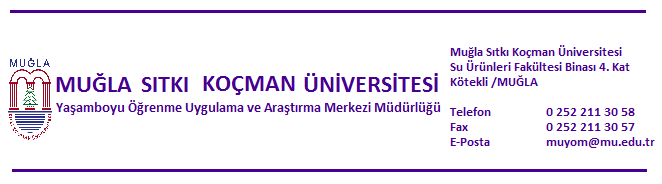 MUĞLA
MUĞLA SITKI KOÇMAN ÜNİVERSİTESİ
Yaşamboyu Öğrenme Uygulama ve Araştırma Merkezi Müdürlüğü
Muğla Sıtkı Koçman Üniversitesi
Su Ürünleri Fakültesi Binası 4. Kat
Kötekli /MUĞLA
Telefon 0 252 211 30 58
Fax 0 252 211 30 57
E-Posta muyom@mu.edu.tr